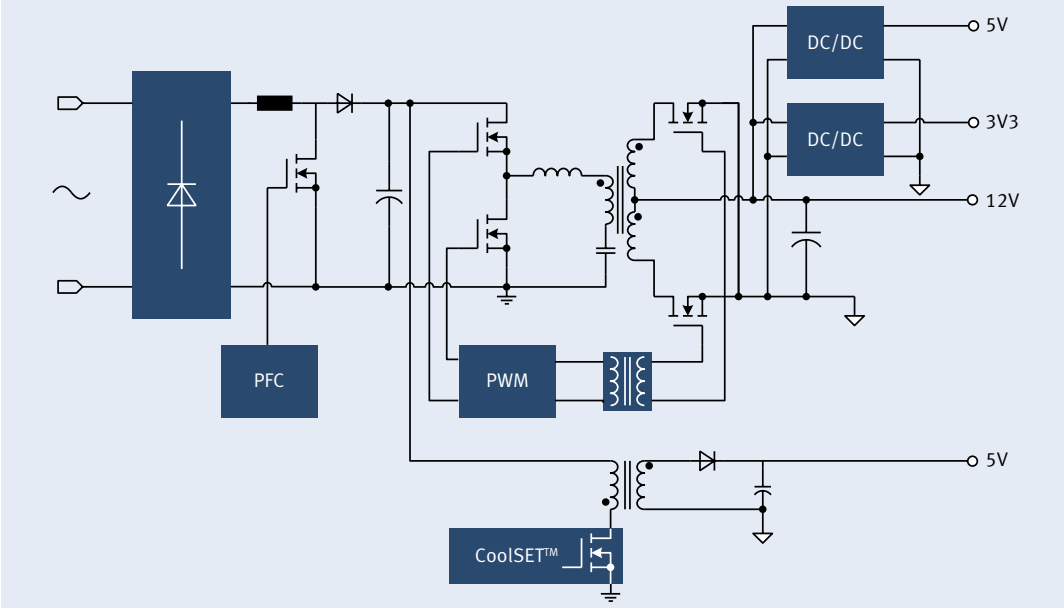 DC/DC
5V
DC/DC
3V3
12V
PFC
PWM
5V
CoolSET™